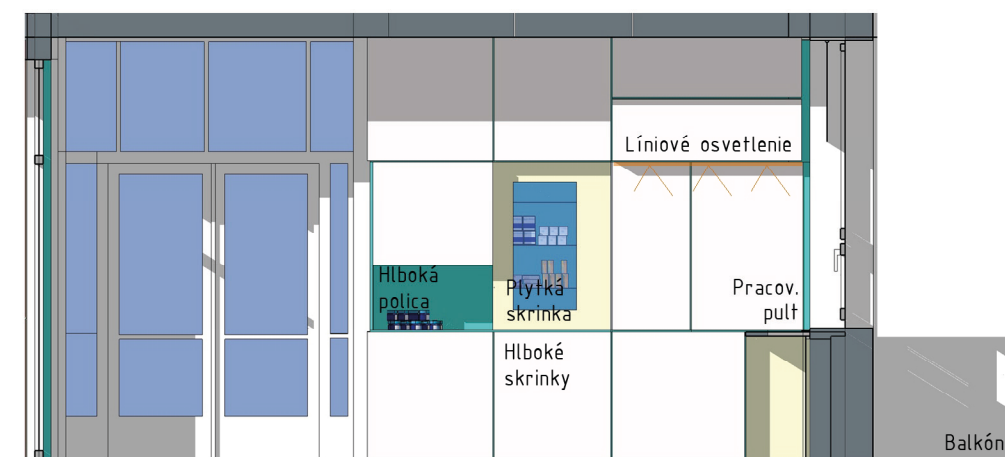 Líniové osvetlenie
Hlboká
polica
Plytká
skrinka
Pracov.
pult
Hlboké
skrinky
Balkón